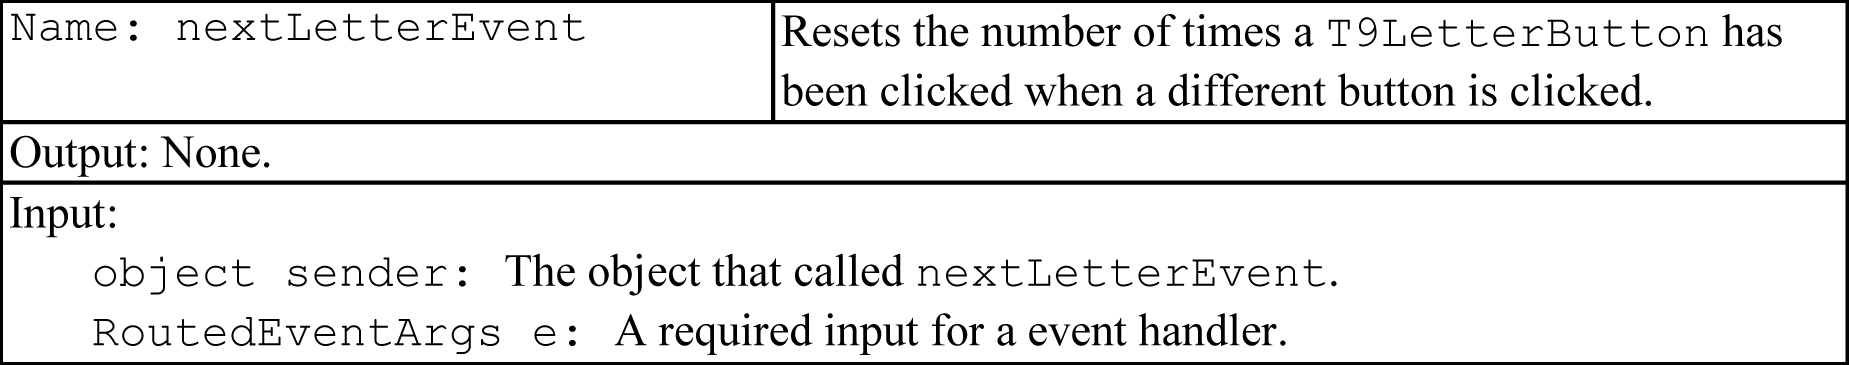 Name: nextLetterEvent
Resets the number of times a T9LetterButton has
been clicked when a different button is clicked.
Output: None.
Input:
object sender: The object that called nextLetterEvent.
RoutedEventArgs e: A required input for a event handler.